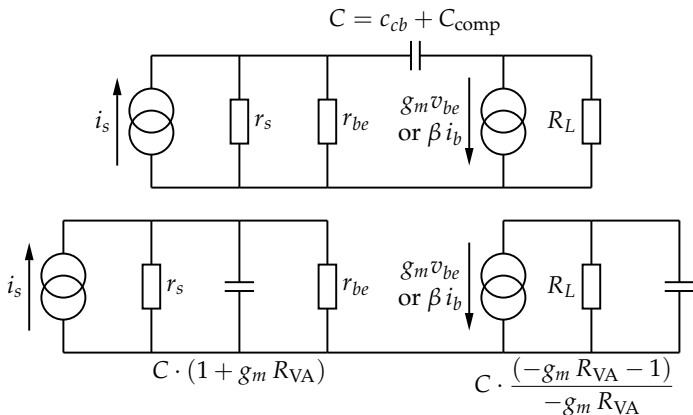 C = c_cb + C_comp
i_s
r_s
r_be
g_m v_be
or β i_b
R_L
i_s
r_s
r_be
g_m v_be
or β i_b
R_L
C · (1 + g_m R_VA)
C · (−g_m R_VA − 1) / −g_m R_VA